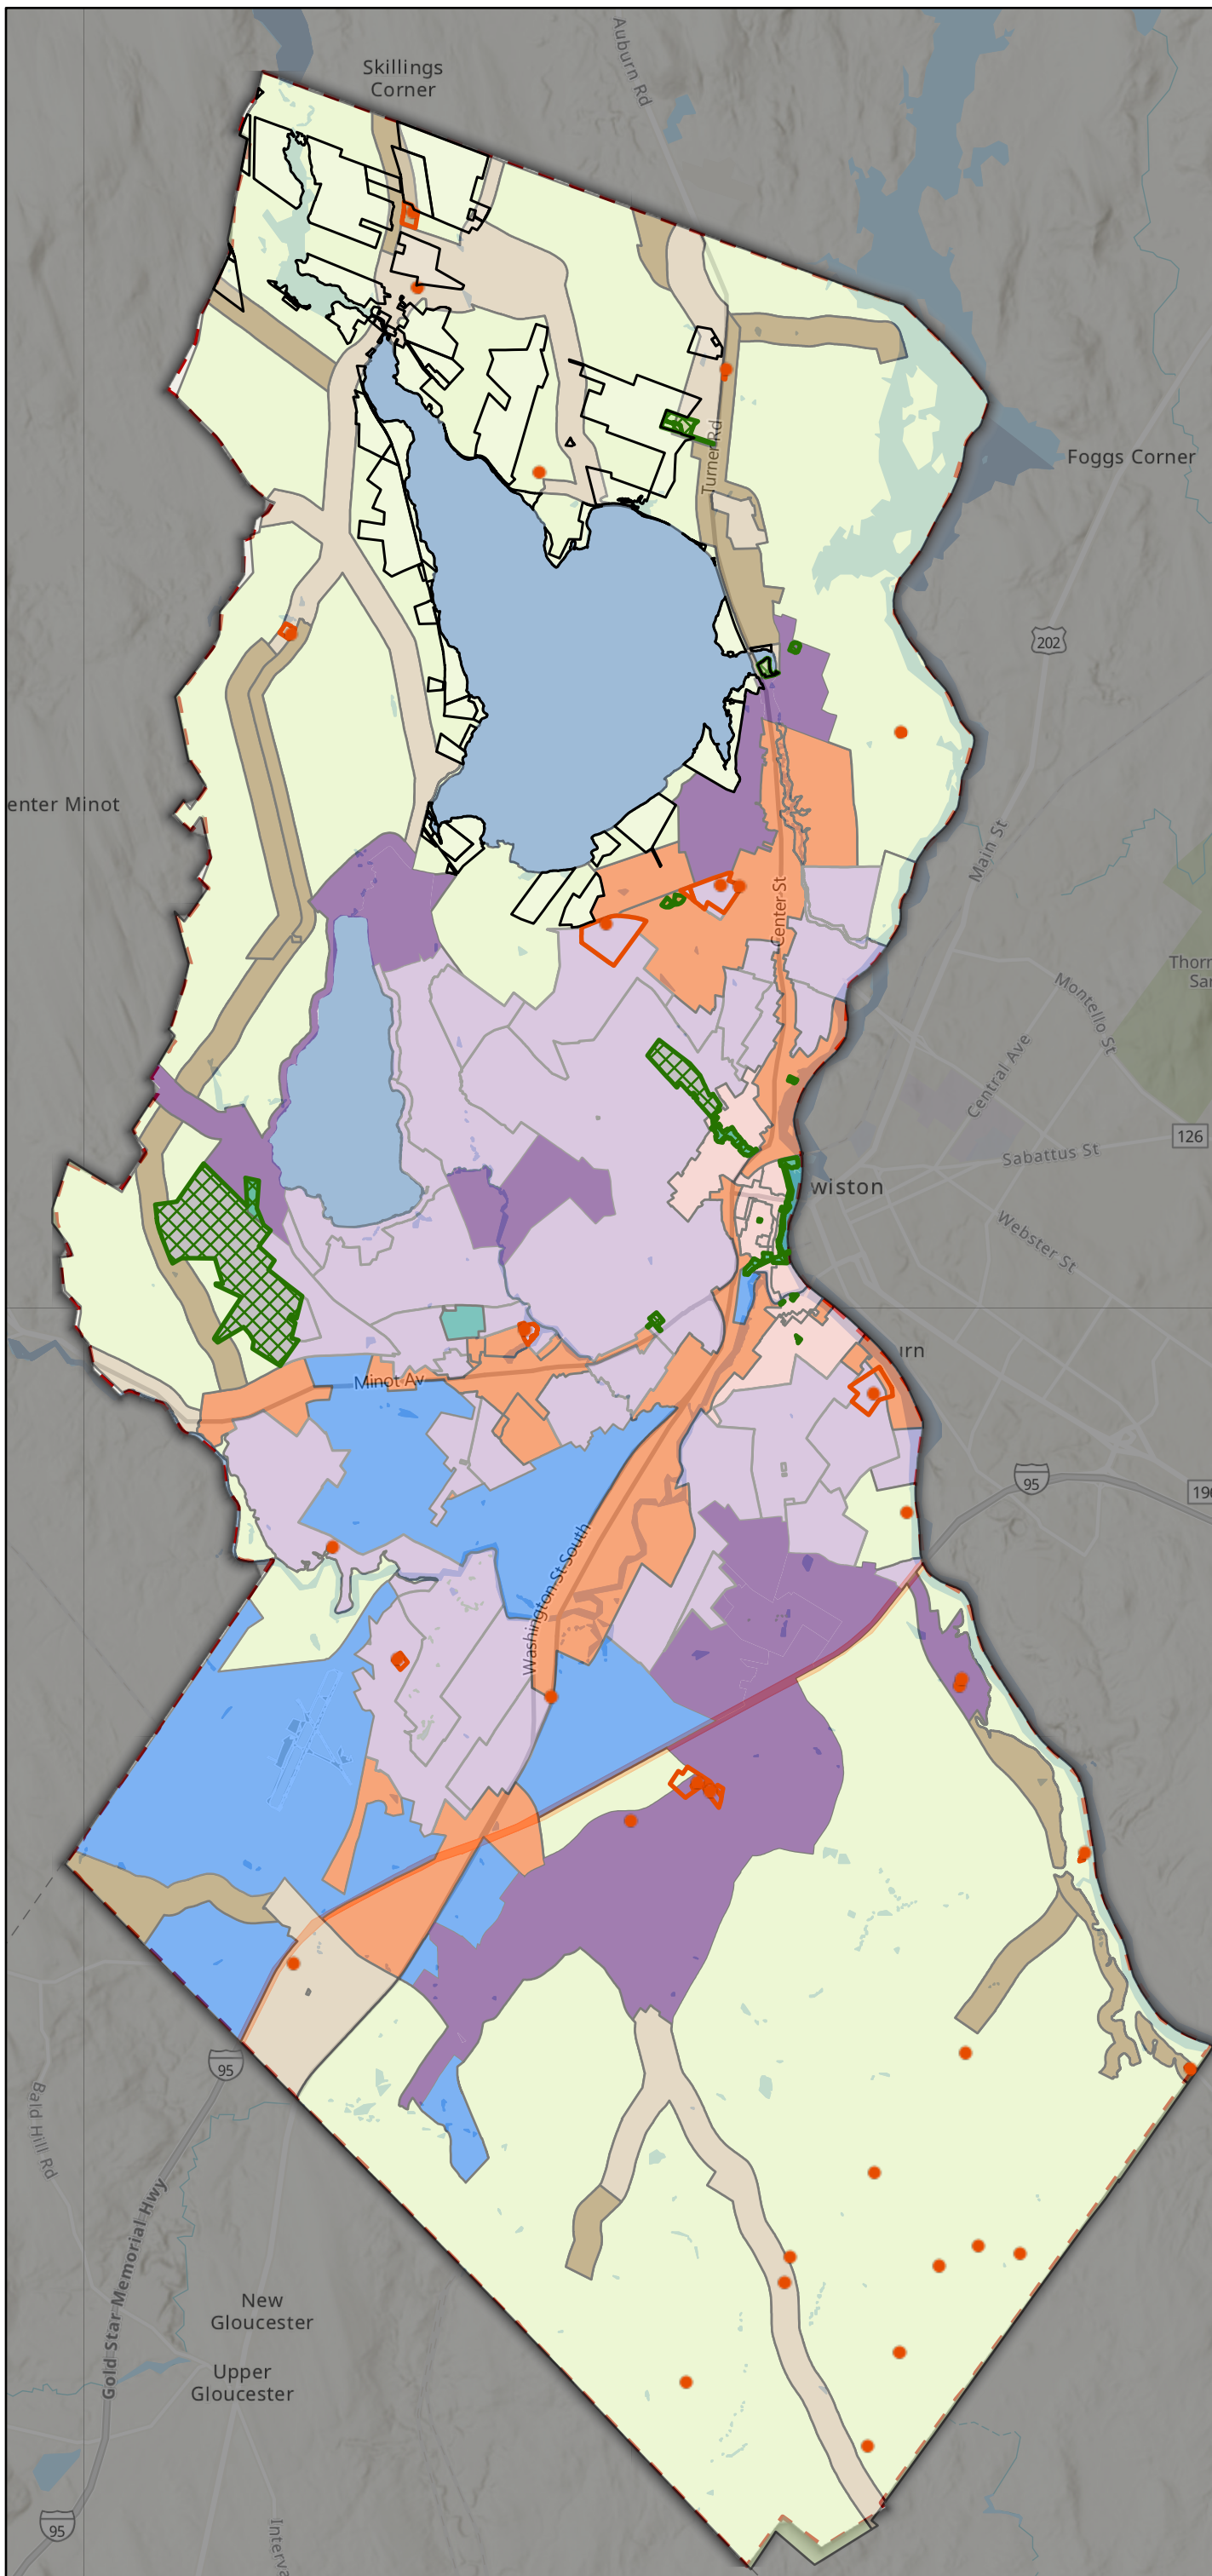 Auburn Rd
Skillings
Corner
Foggs Corner
Turner Rd
202
enter Minot
Main St
Center St
Thorn
Sa
Montello St
Central Ave
126
Sabattus St
wiston
Webster St
urn
Minot Av
95
196
Washington St South
95
Bald Hill Rd
Gold Star Memorial Hwy
New
Gloucester
Upper
Gloucester
95
Interva